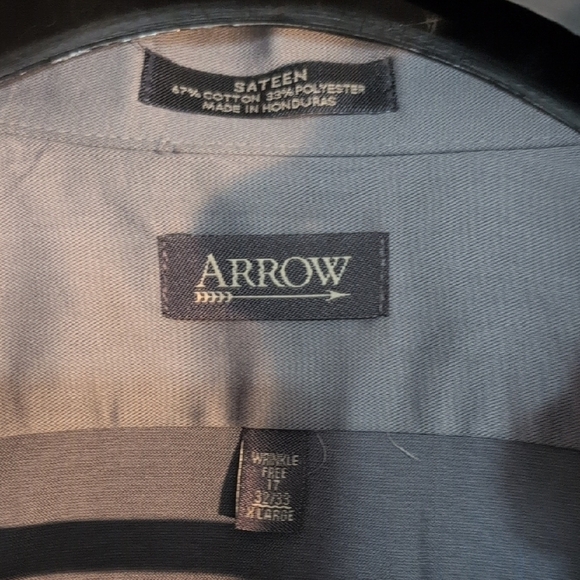 SATEEN
67% COTTON 33% POLYESTER
MADE IN HONDURAS
ARROW
WRINKLE
FREE
17
32/33
X LARGE